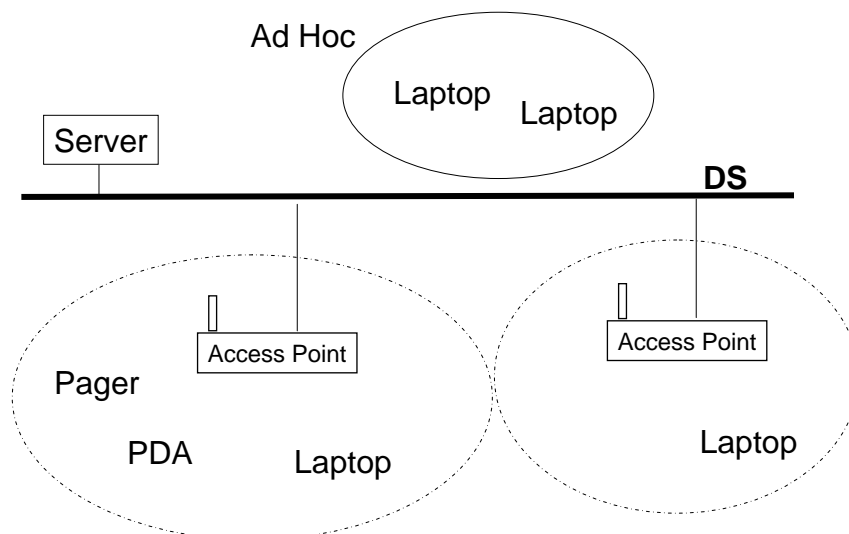 Ad Hoc
Laptop
Laptop
Server
DS
Access Point
Access Point
Pager
PDA
Laptop
Laptop